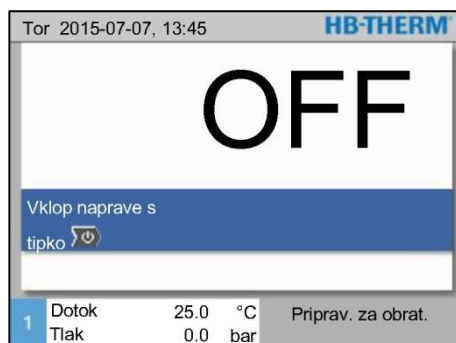 Tor 2015-07-07, 13:45 HB-THERM
OFF
Vklop naprave s
tipko
1 Dotok 25.0 °C Priprav. za obrat.
Tlak 0.0 bar